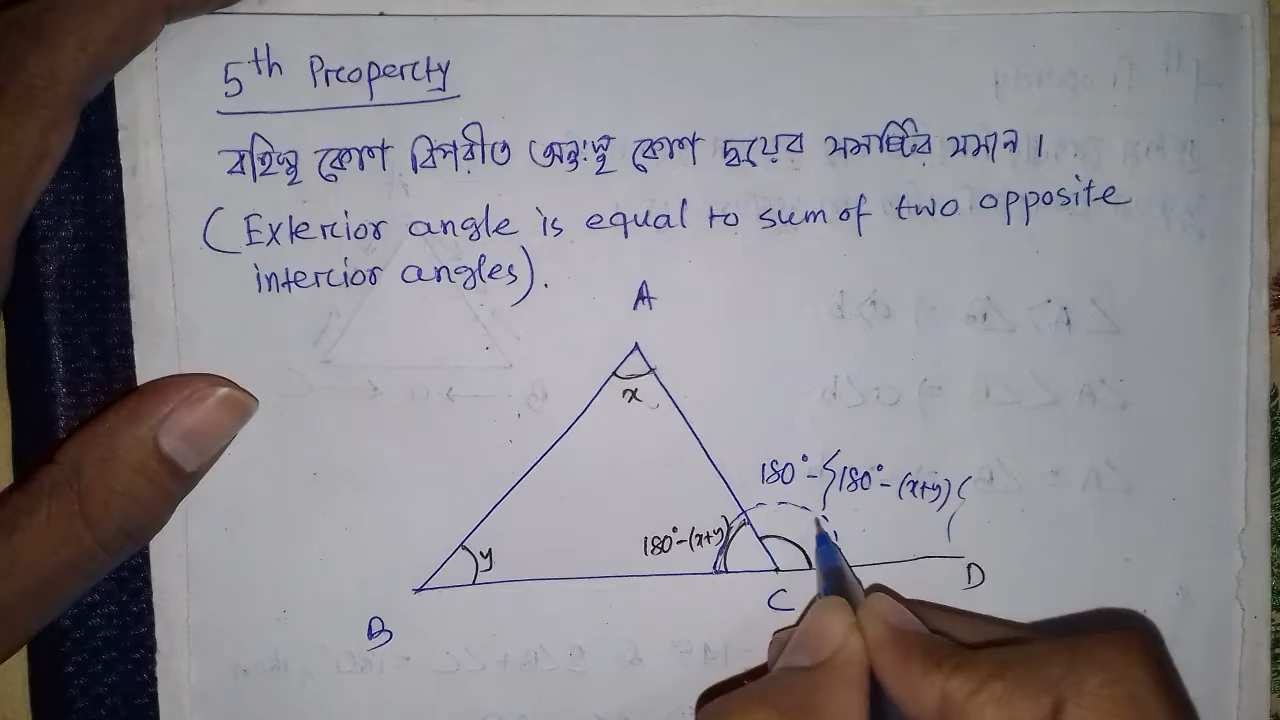 5th Property
বহিস্থ কোণ বিপরীত অন্তঃস্থ কোণ দ্বয়ের সমষ্টির সমান।
(Exterior angle is equal to sum of two opposite
interior angles).
A
x
180° - {180° - (x+y)}
180° - (x+y)
y
D
C
B